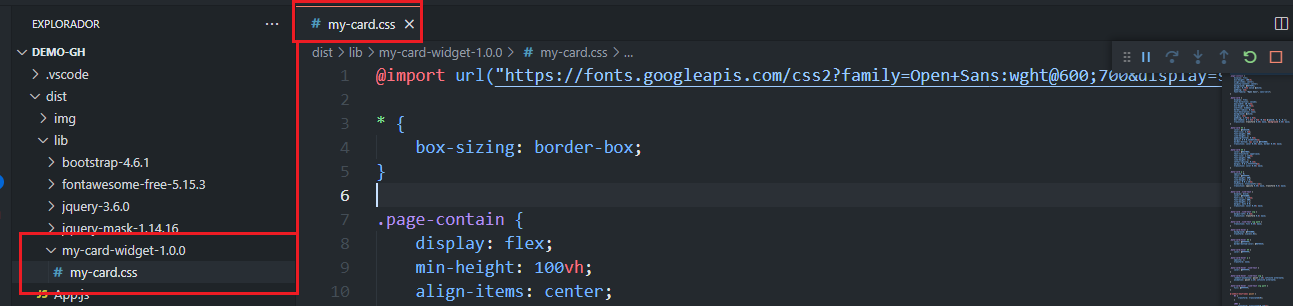 EXPLORADOR ...
DEMO-GH
.vscode
dist
img
lib
bootstrap-4.6.1
fontawesome-free-5.15.3
jquery-3.6.0
jquery-mask-1.14.16
my-card-widget-1.0.0
# my-card.css
JS App.js
# my-card.css ×
dist > lib > my-card-widget-1.0.0 > # my-card.css > ...
1 @import url("https://fonts.googleapis.com/css2?family=Open+Sans:wght@600;700&display=s
2
3 * {
4 box-sizing: border-box;
5 }
6
7 .page-contain {
8 display: flex;
9 min-height: 100vh;
10 align-items: center;